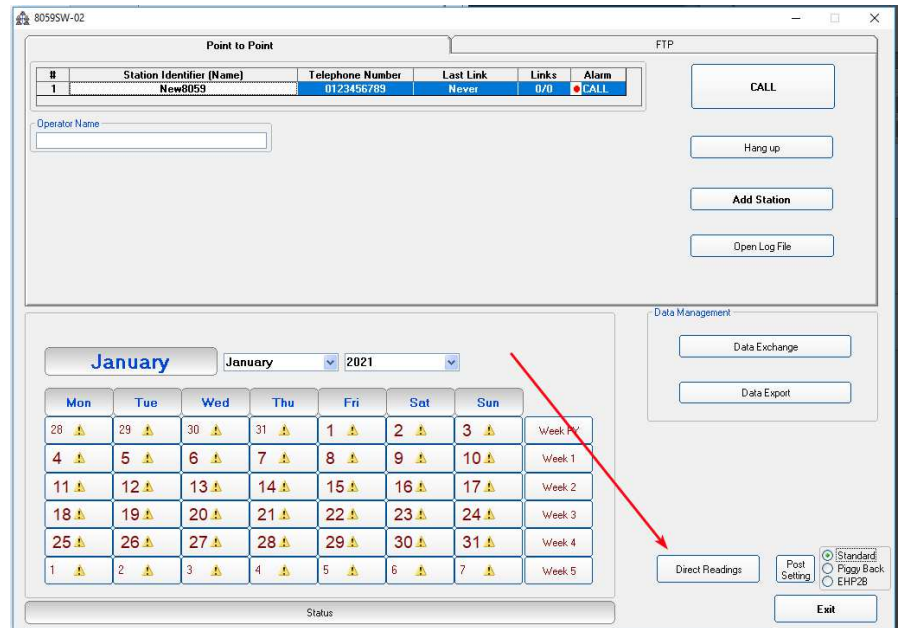 8059SW-02
Point to Point FTP
# Station Identifier (Name) Telephone Number Last Link Links Alarm
1 New8059 0123456789 Never 0/0 CALL
CALL
Operator Name
Hang up
Add Station
Open Log File
Data Management
Data Exchange
Data Export
January January 2021
Mon Tue Wed Thu Fri Sat Sun
28 29 30 31 1 2 3 Week PY
4 5 6 7 8 9 10 Week 1
11 12 13 14 15 16 17 Week 2
18 19 20 21 22 23 24 Week 3
25 26 27 28 29 30 31 Week 4
1 2 3 4 5 6 7 Week 5
Direct Readings
Post
Setting
Standard
Piggy Back
EHP2B
Status
Exit